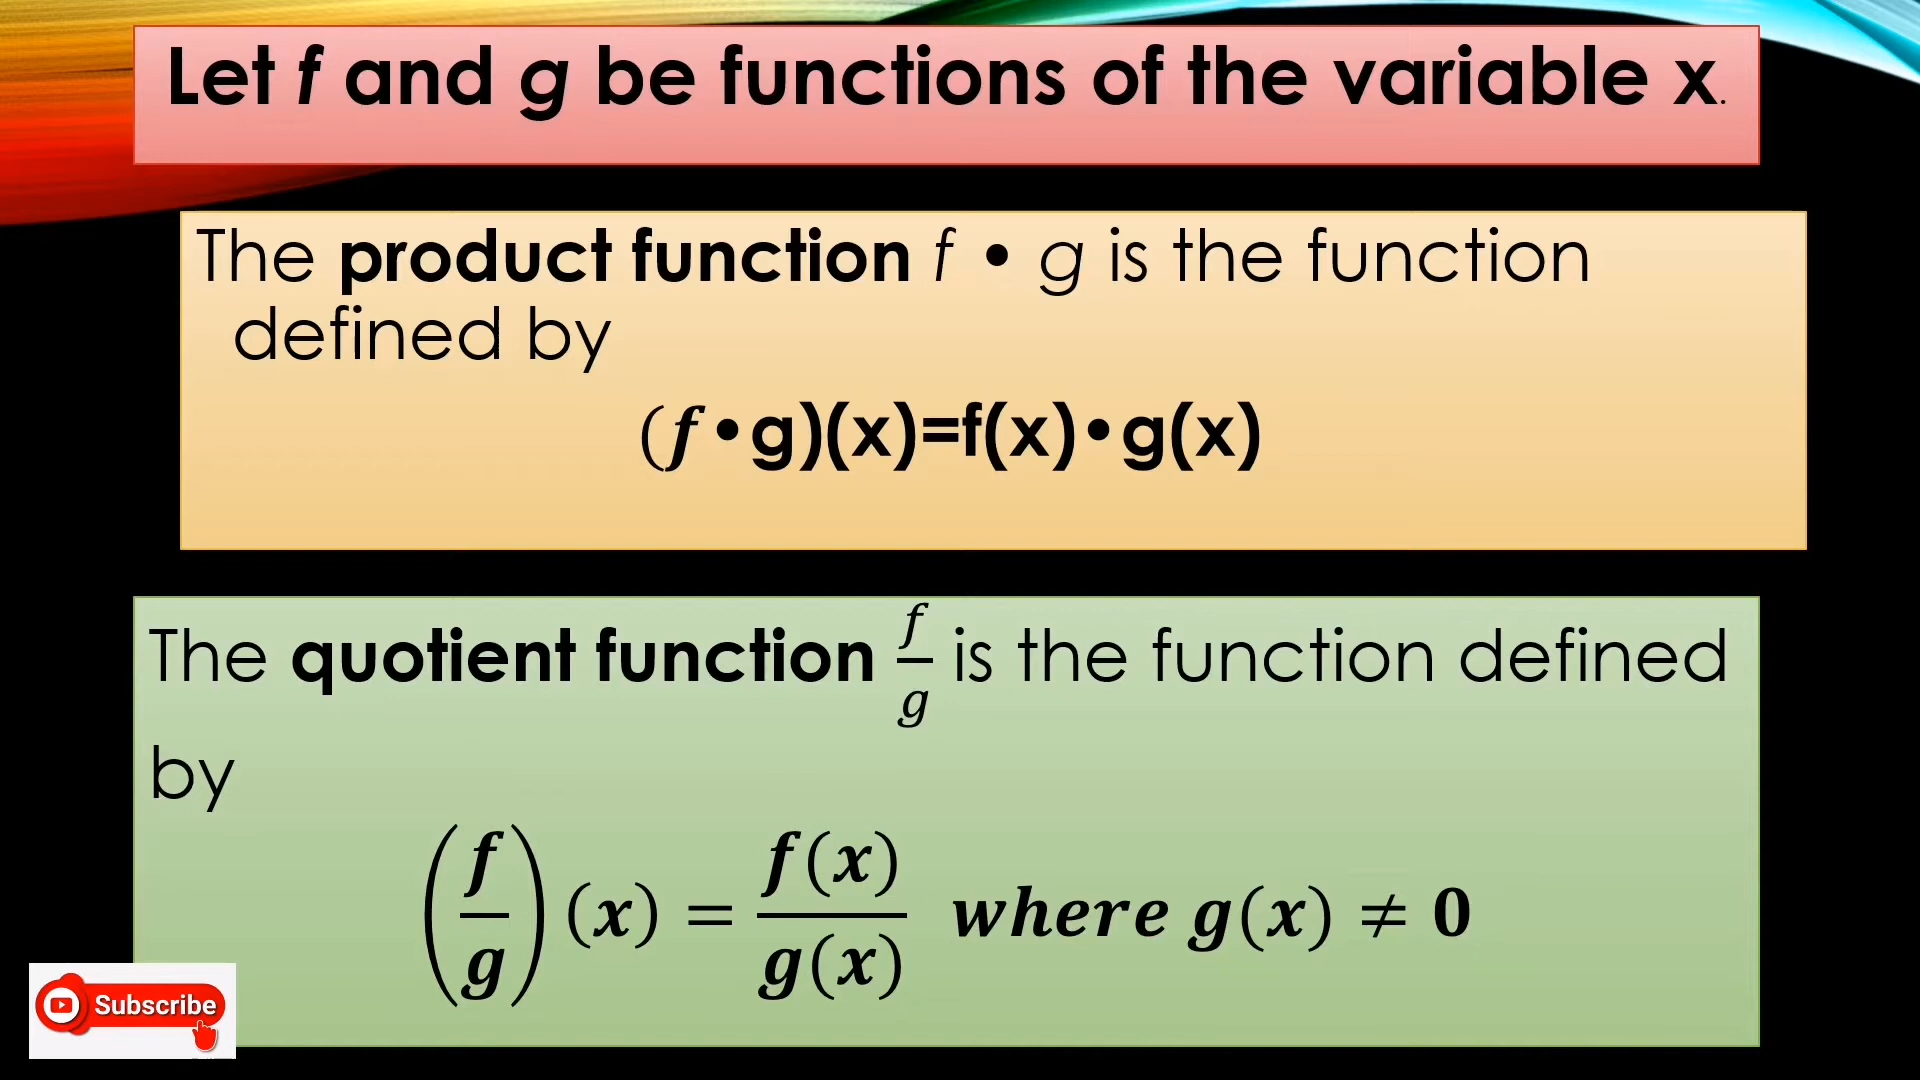 Let f and g be functions of the variable x.
The product function f • g is the function
defined by
(f•g)(x)=f(x)•g(x)
The quotient function f/g is the function defined
by
(f/g)(x) = f(x)/g(x) where g(x) ≠ 0
Subscribe